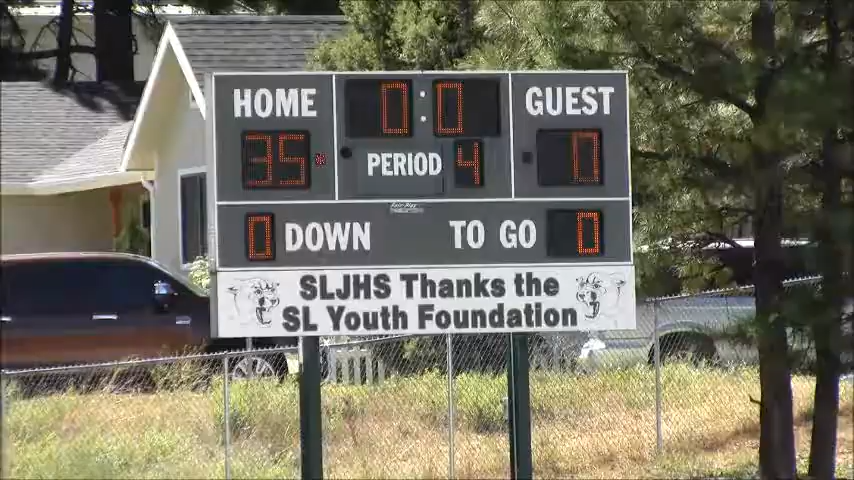 HOME 0:0 GUEST
35 PERIOD 4 0
0 DOWN TO GO 0
SLJHS Thanks the
SL Youth Foundation